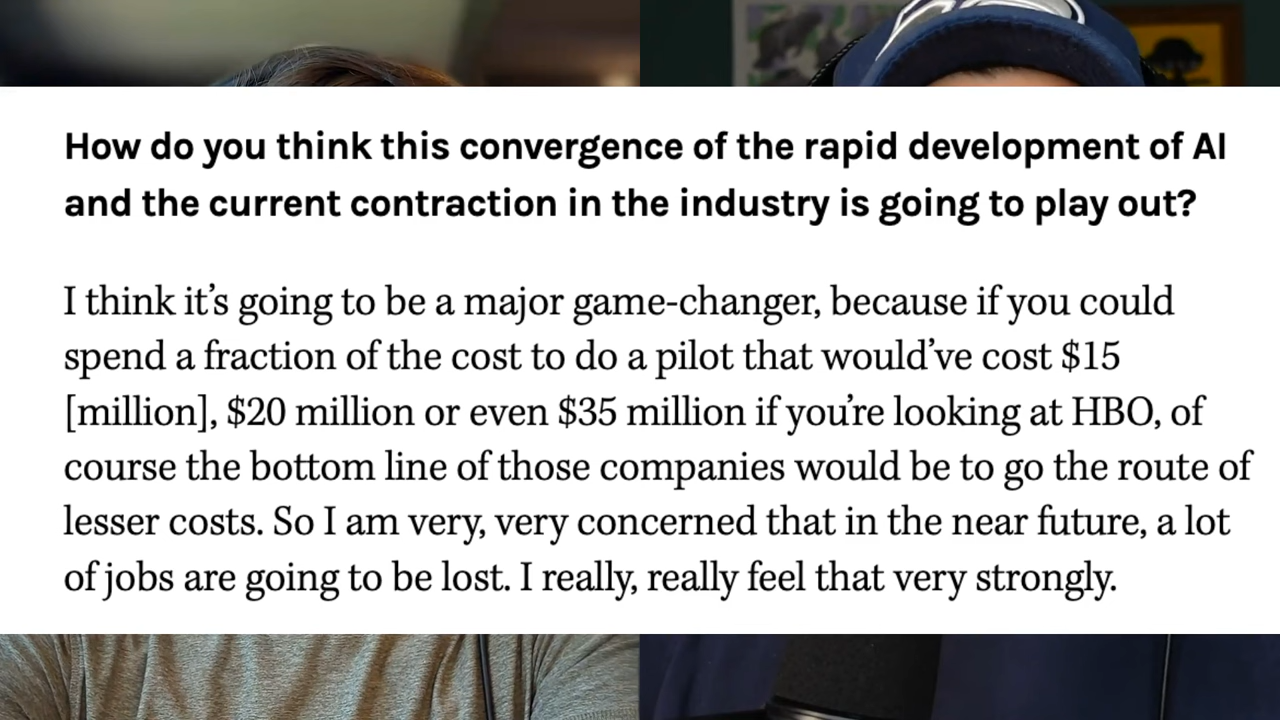 How do you think this convergence of the rapid development of AI
and the current contraction in the industry is going to play out?
I think it’s going to be a major game-changer, because if you could
spend a fraction of the cost to do a pilot that would’ve cost $15
[million], $20 million or even $35 million if you’re looking at HBO, of
course the bottom line of those companies would be to go the route of
lesser costs. So I am very, very concerned that in the near future, a lot
of jobs are going to be lost. I really, really feel that very strongly.